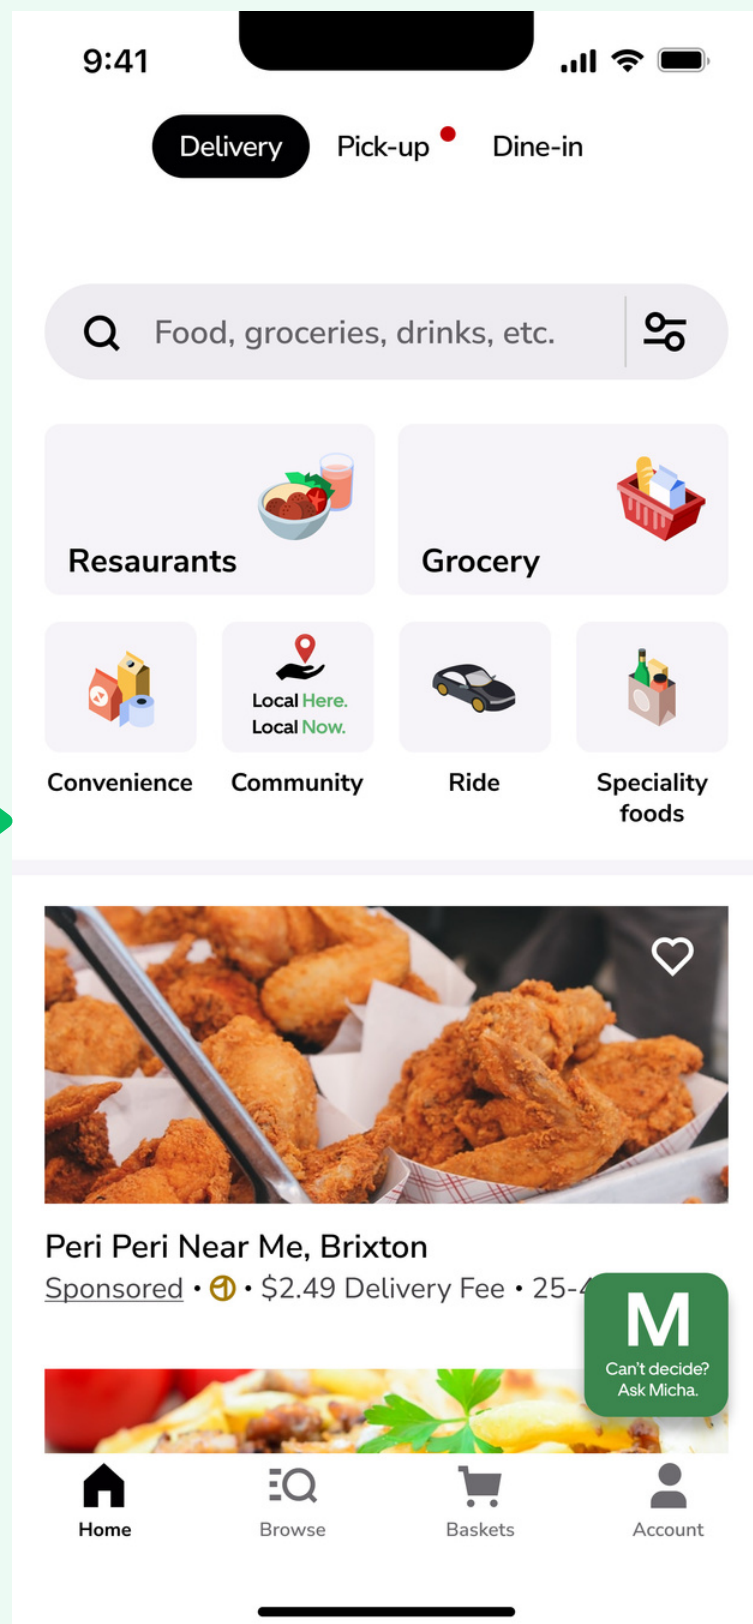 9:41
Delivery Pick-up Dine-in
Food, groceries, drinks, etc.
Resaurants Grocery
Local Here.
Local Now.
Convenience Community Ride Speciality
foods
Peri Peri Near Me, Brixton
Sponsored • $2.49 Delivery Fee • 25-
M
Can't decide?
Ask Micha.
Home Browse Baskets Account